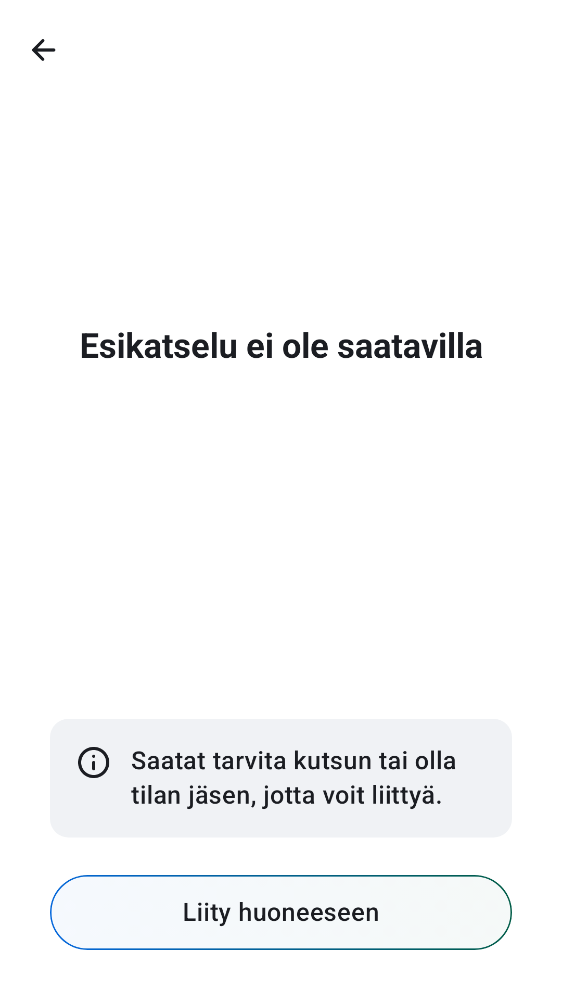 Esikatselu ei ole saatavilla
Saatat tarvita kutsun tai olla
tilan jäsen, jotta voit liittyä.
Liity huoneeseen